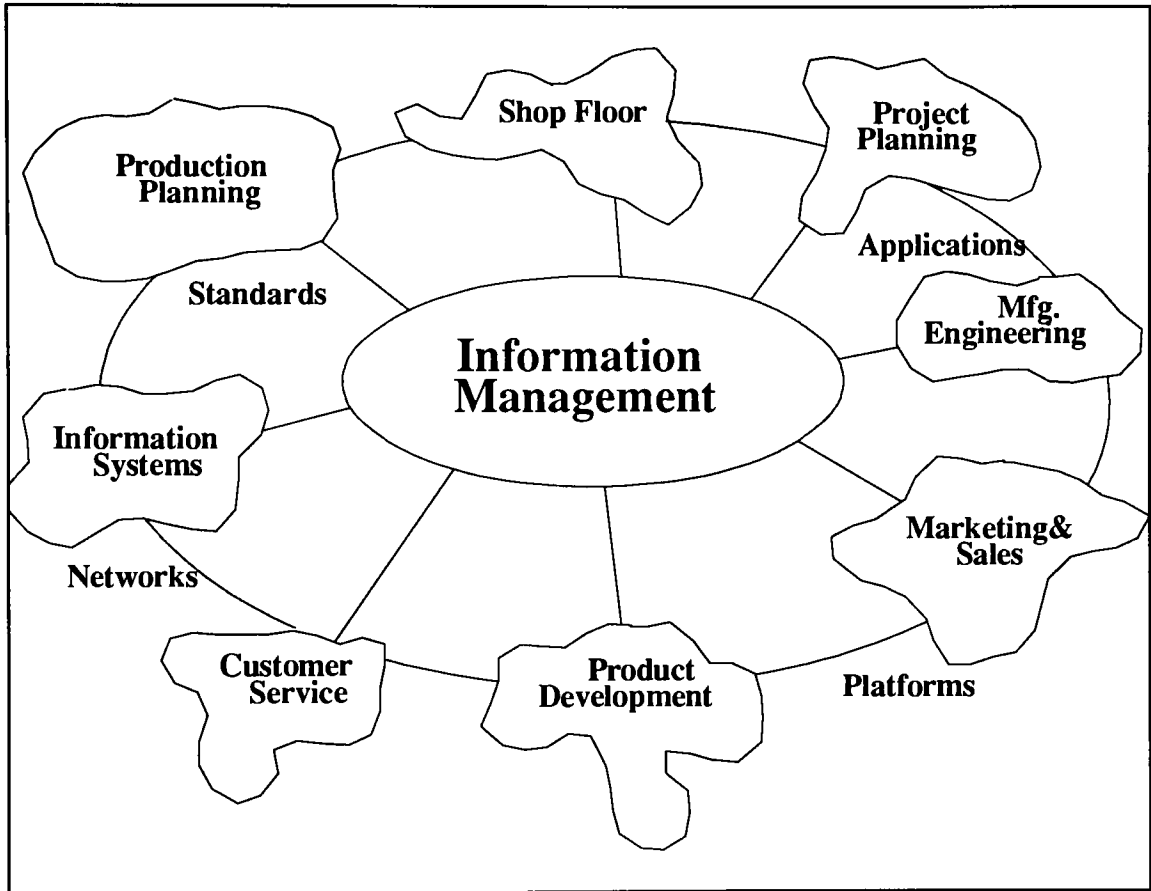 Shop Floor
Project
Planning
Production
Planning
Applications
Standards
Mfg.
Engineering
Information
Management
Information
Systems
Marketing&
Sales
Networks
Customer
Service
Product
Development
Platforms